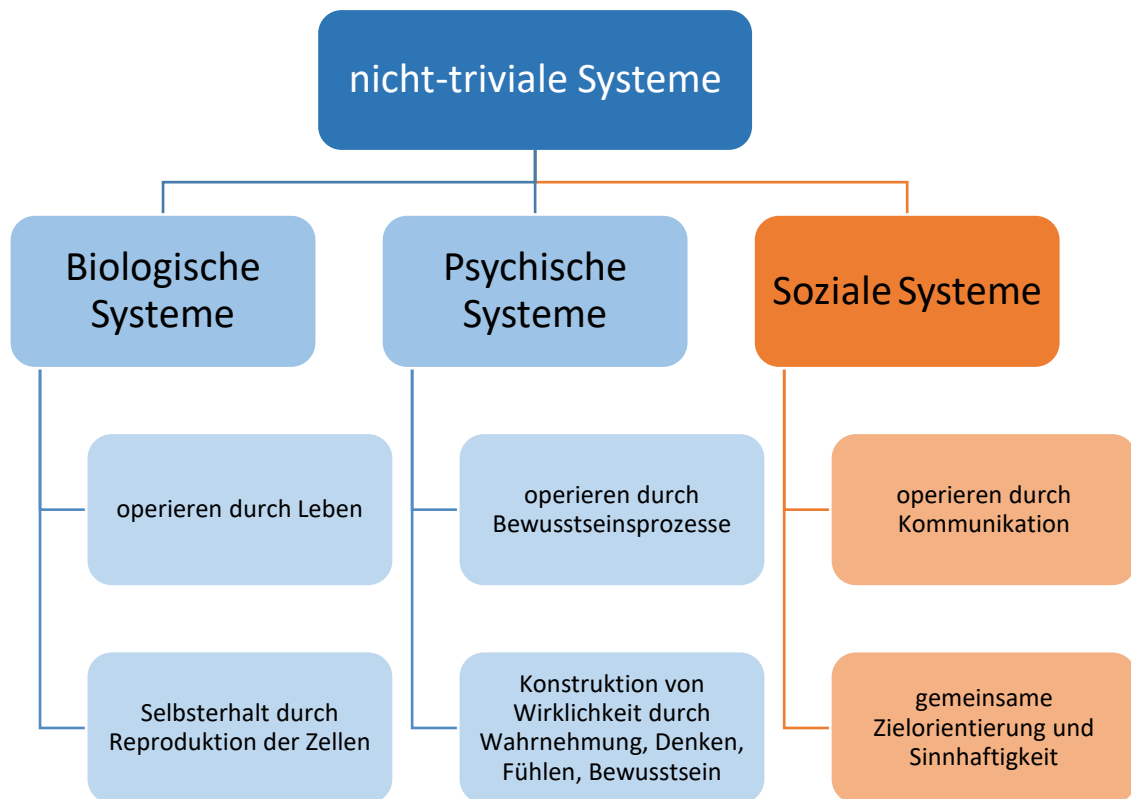 nicht-triviale Systeme
Biologische
Systeme
Psychische
Systeme
Soziale Systeme
operieren durch Leben
operieren durch
Bewusstseinsprozesse
operieren durch
Kommunikation
Selbsterhalt durch
Reproduktion der Zellen
Konstruktion von
Wirklichkeit durch
Wahrnehmung, Denken,
Fühlen, Bewusstsein
gemeinsame
Zielorientierung und
Sinnhaftigkeit